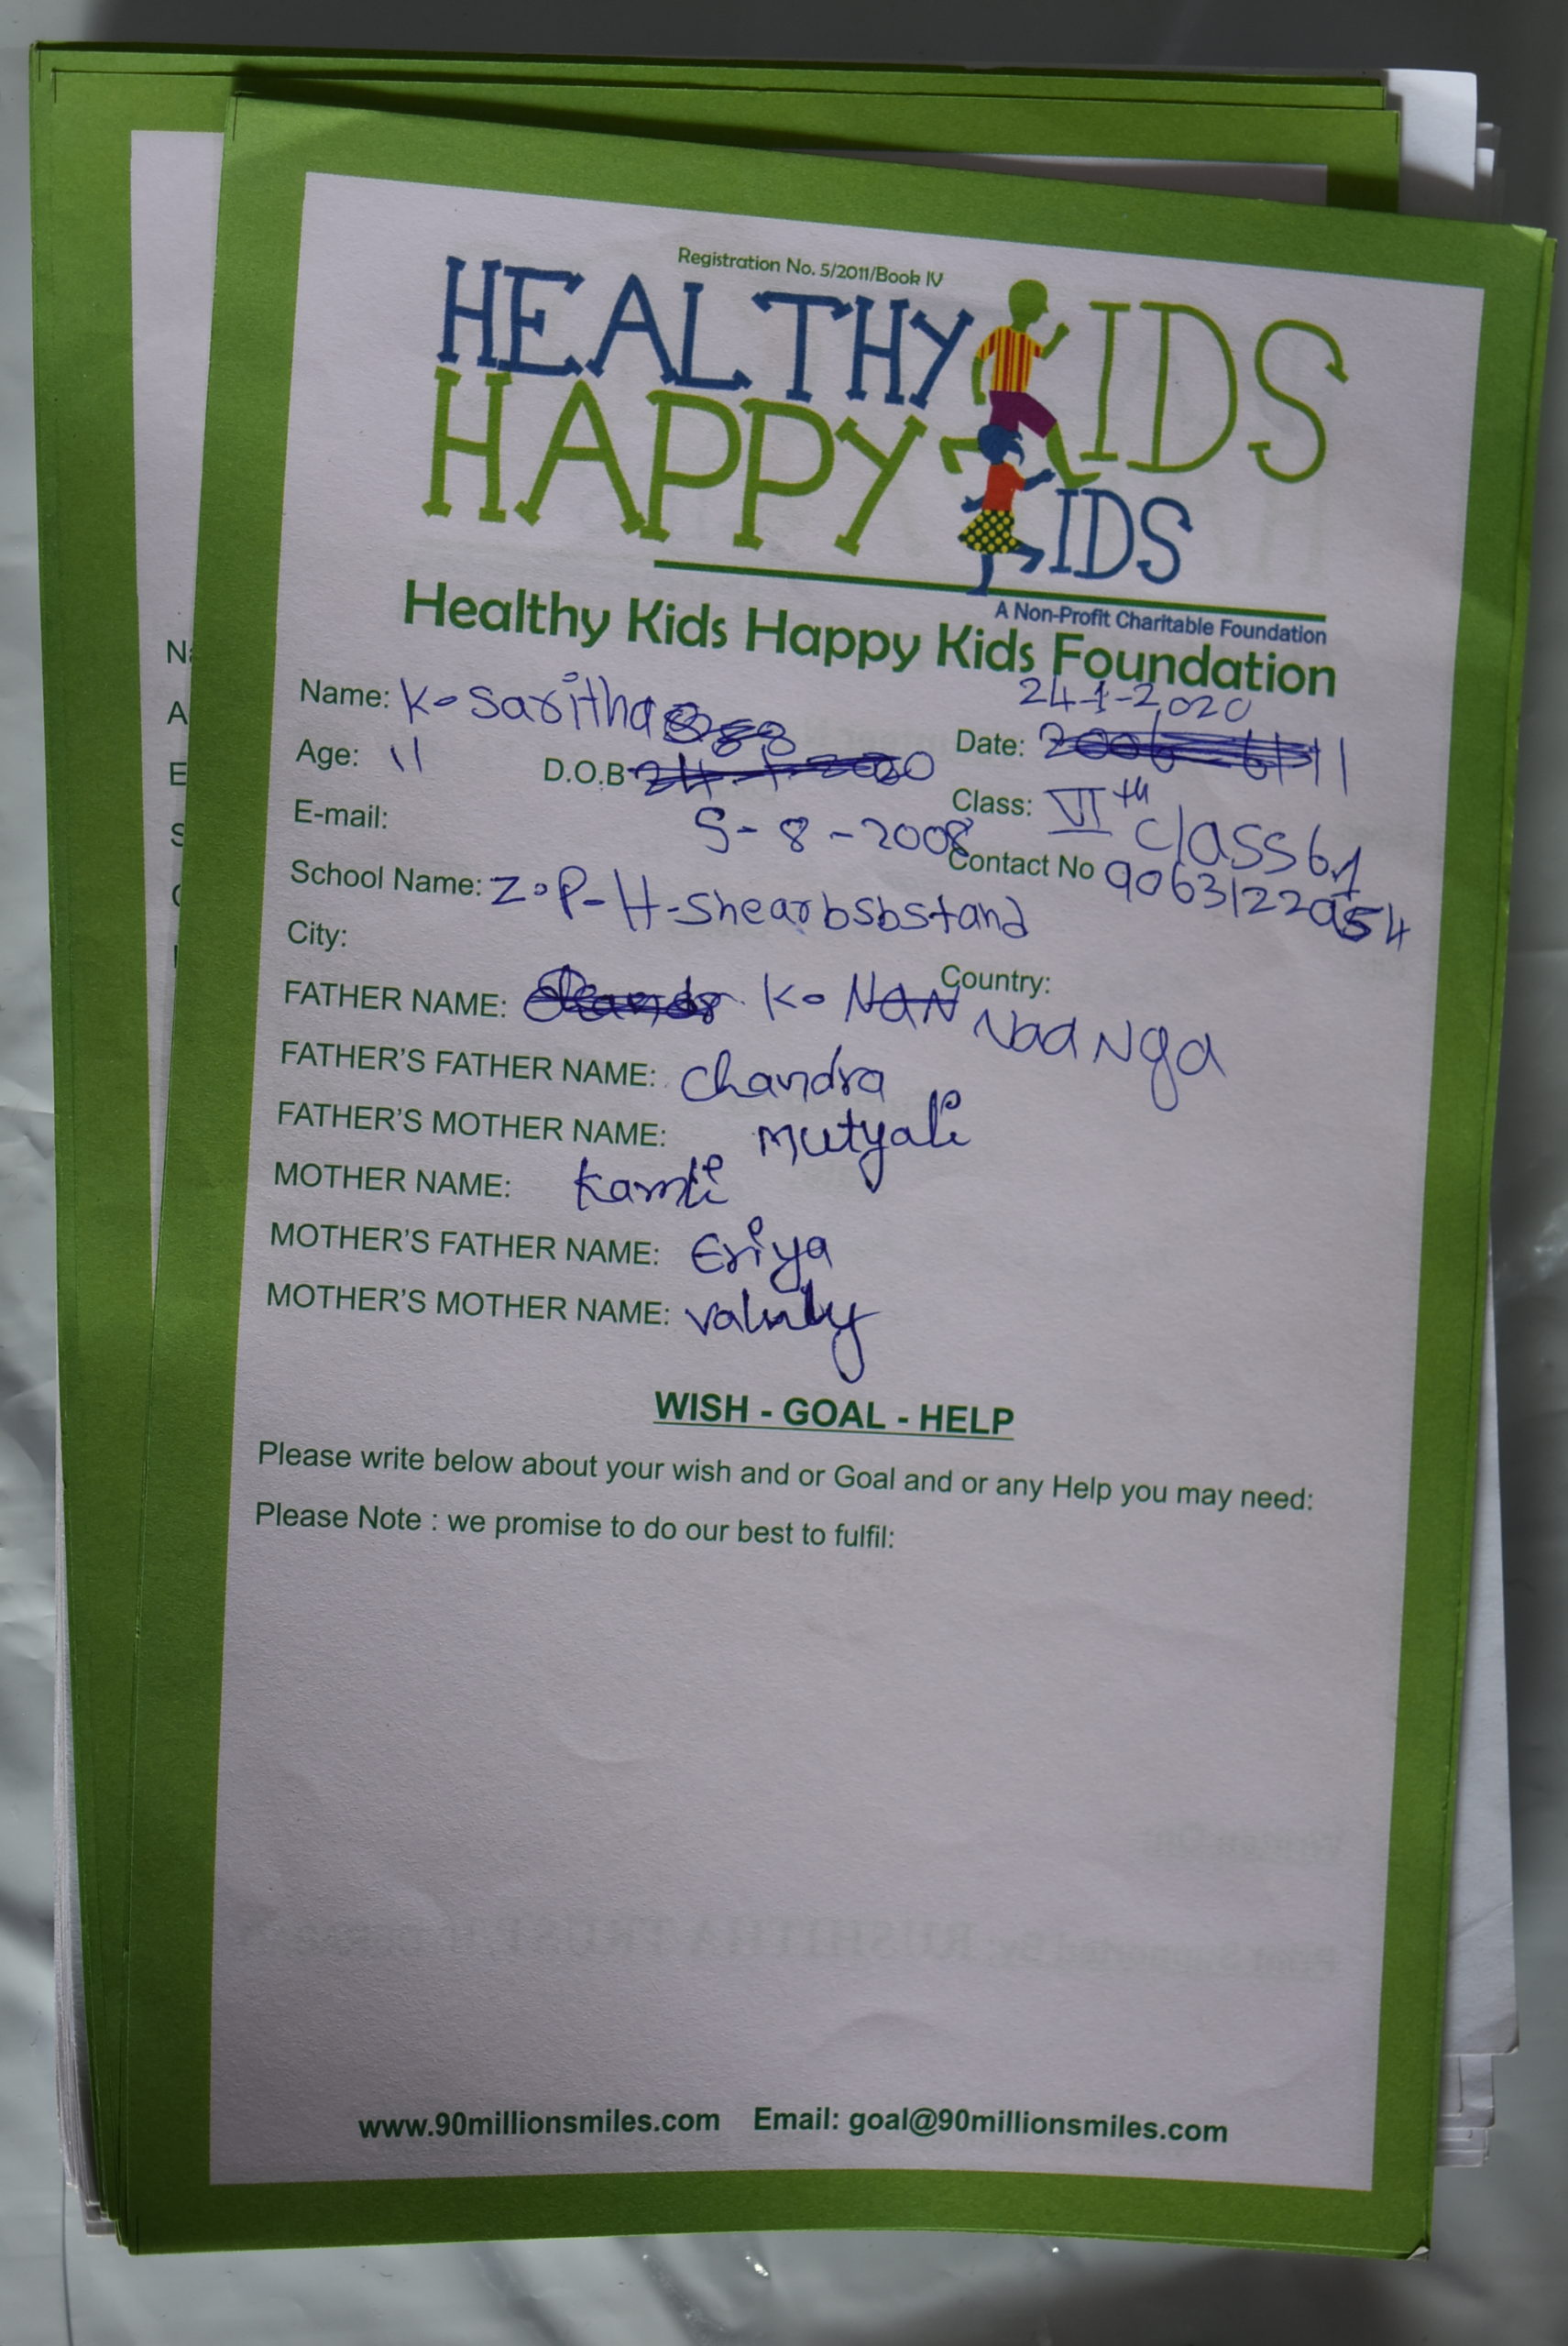 Registration No. 5/2011/Book IV
HEALTHY KIDS
HAPPY KIDS
A Non-Profit Charitable Foundation
Healthy Kids Happy Kids Foundation
24-1-2020
Name: K. Saritha
Date:
Age: 11 D.O.B
Class: VIth class 6,1
E-mail: 5-8-2008
Contact No 9063122
School Name: Z.P-H-shearbsbstand
City: Country:
FATHER NAME: K. NAN NaaNga
FATHER'S FATHER NAME: chandra
FATHER'S MOTHER NAME: Mutyali
MOTHER NAME: Kamli
MOTHER'S FATHER NAME: Eriya
MOTHER'S MOTHER NAME:
WISH - GOAL - HELP
Please write below about your wish and or Goal and or any Help you may need:
Please Note : we promise to do our best to fulfil:
www.90millionsmiles.com Email: goal@90millionsmiles.com